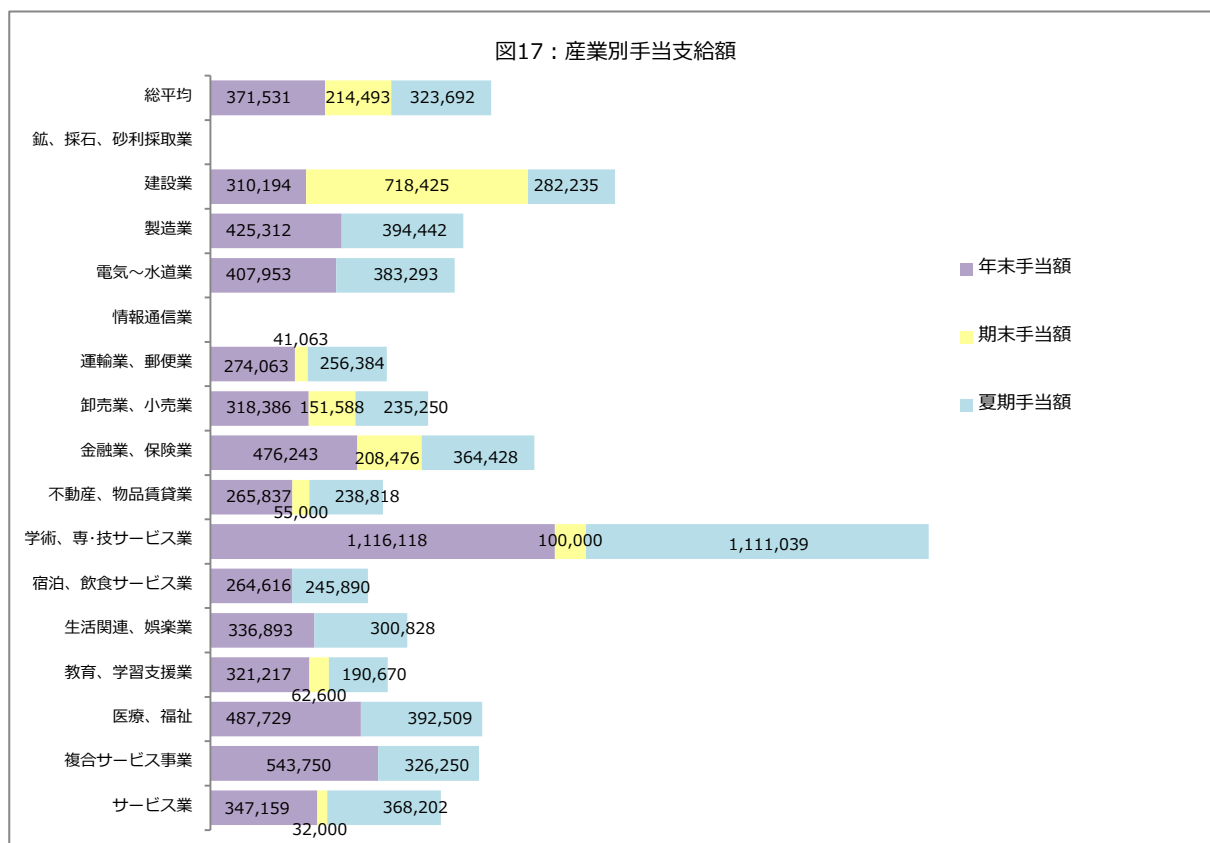 図17：産業別手当支給額
総平均 371,531 214,493 323,692
鉱、採石、砂利採取業
建設業 310,194 718,425 282,235
製造業 425,312 394,442
電気～水道業 407,953 383,293
情報通信業
運輸業、郵便業 274,063 41,063 256,384
卸売業、小売業 318,386 151,588 235,250
金融業、保険業 476,243 208,476 364,428
不動産、物品賃貸業 265,837 55,000 238,818
学術、専･技サービス業 1,116,118 100,000 1,111,039
宿泊、飲食サービス業 264,616 245,890
生活関連、娯楽業 336,893 300,828
教育、学習支援業 321,217 62,600 190,670
医療、福祉 487,729 392,509
複合サービス事業 543,750 326,250
サービス業 347,159 32,000 368,202
年末手当額
期末手当額
夏期手当額